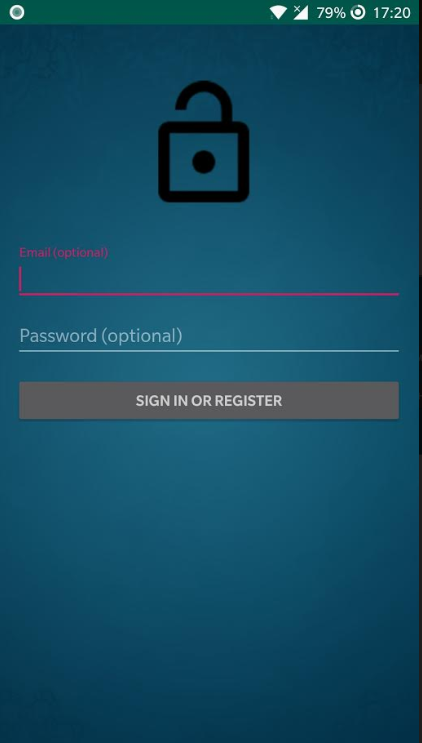 79% 17:20
Email (optional)
Password (optional)
SIGN IN OR REGISTER